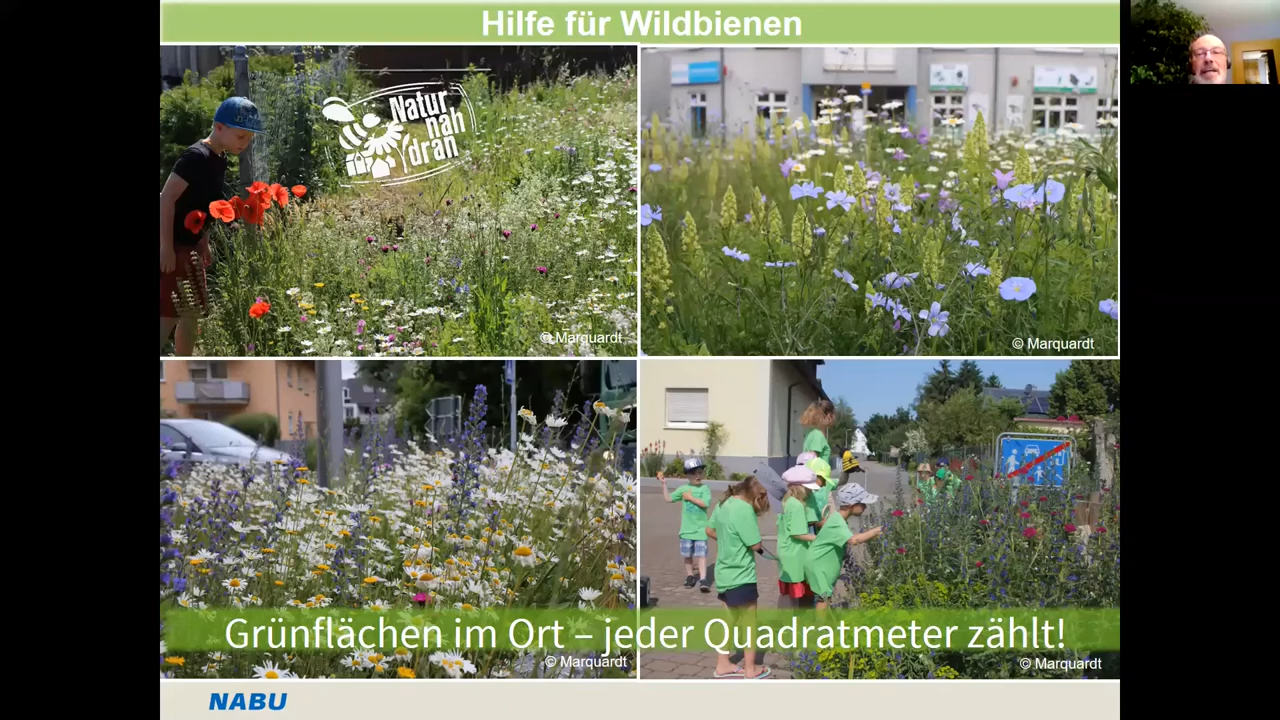 Hilfe für Wildbienen
Natur
nah
dran
© Marquardt
© Marquardt
Grünflächen im Ort – jeder Quadratmeter zählt!
© Marquardt
© Marquardt
NABU